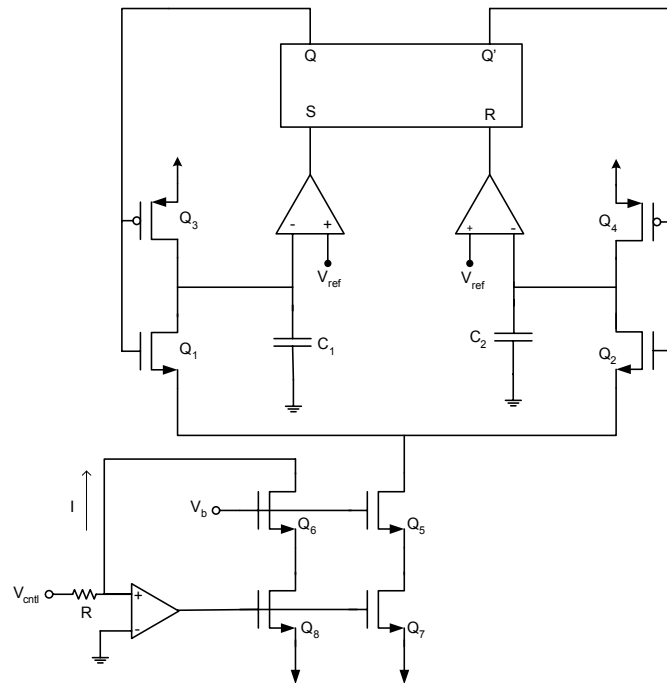 Q Q'
S R
Q3 Q4
- + + -
Vref Vref
Q1 C1 C2 Q2
I Vb Q6 Q5
Vcntl R +
-
Q8 Q7